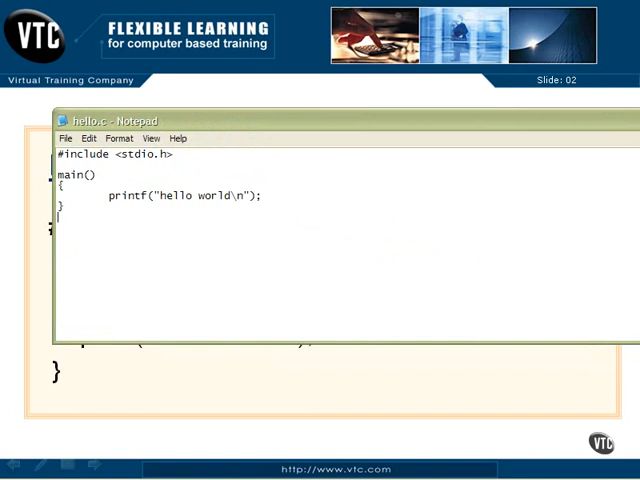 VTC
FLEXIBLE LEARNING
for computer based training
Virtual Training Company
Slide: 02
hello.c - Notepad
File Edit Format View Help
#include <stdio.h>
main()
{
printf("hello world\n");
}
}
VTC
http://www.vtc.com